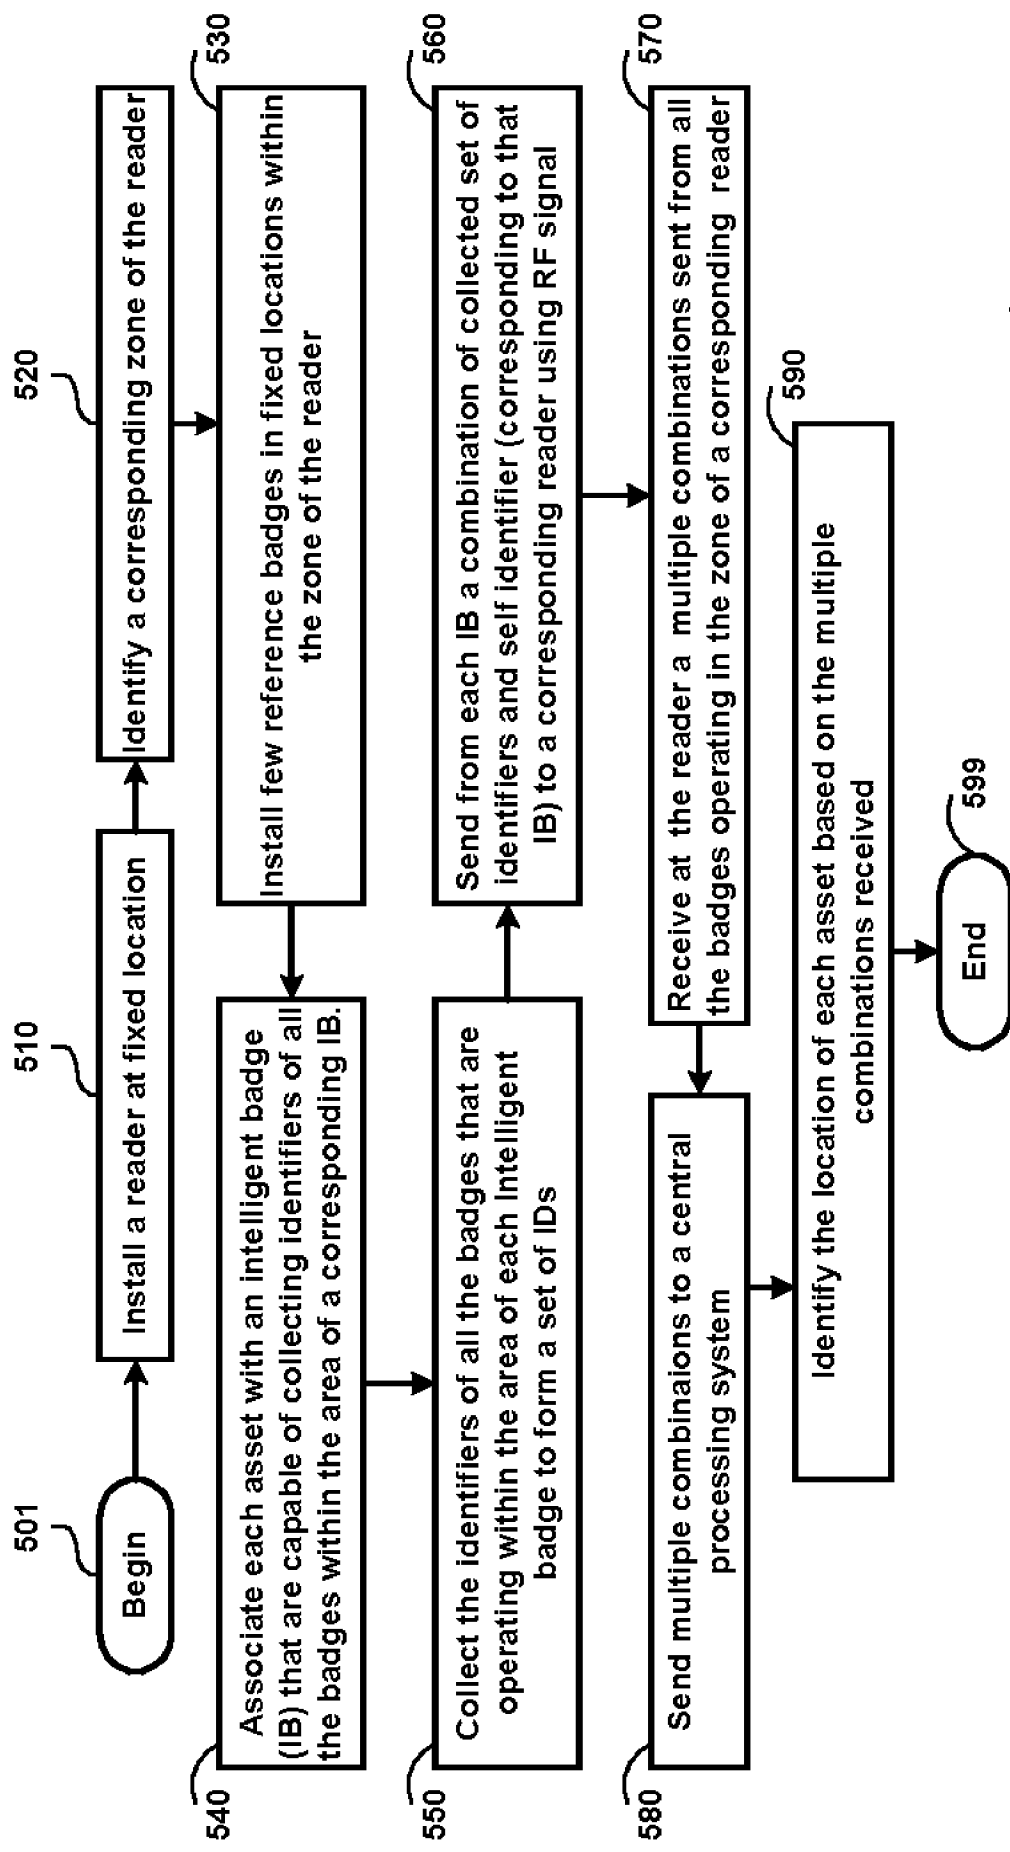 501
Begin
510
Install a reader at fixed location
520
Identify a corresponding zone of the reader
530
Install few reference badges in fixed locations within
the zone of the reader
540
Associate each asset with an intelligent badge
(IB) that are capable of collecting identifiers of all
the badges within the area of a corresponding IB.
550
Collect the identifiers of all the badges that are
operating within the area of each Intelligent
badge to form a set of IDs
560
Send from each IB a combination of collected set of
identifiers and self identifier (corresponding to that
IB) to a corresponding reader using RF signal
570
Receive at the reader a multiple combinations sent from all
the badges operating in the zone of a corresponding reader
580
Send multiple combinaions to a central
processing system
590
Identify the location of each asset based on the multiple
combinations received
599
End